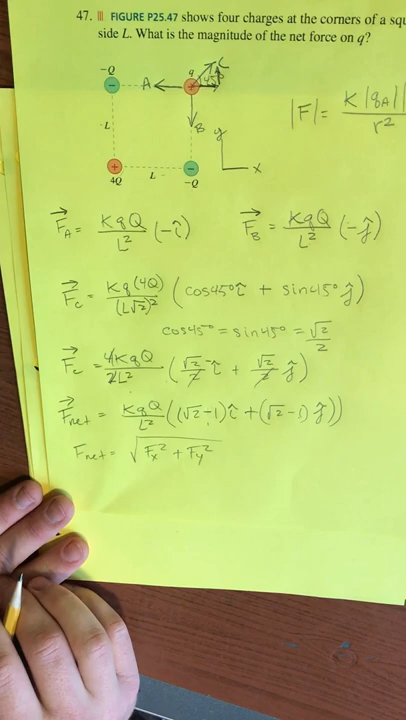 47. ||| FIGURE P25.47 shows four charges at the corners of a squ
side L. What is the magnitude of the net force on q?
-Q q C
A 45°
B y
L
x
L
4Q -Q
|F| = K|qA|| / r²
F⃗A = KqQ/L² (-î) F⃗B = KqQ/L² (-ĵ)
F⃗C = Kq(4Q)/(L√2)² (cos45°î + sin45°ĵ)
cos45° = sin45° = √2/2
F⃗C = 4KqQ/2L² (√2/2 î + √2/2 ĵ)
F⃗net = KqQ/L² ((√2-1)î + (√2-1)ĵ))
Fnet = √(Fx² + Fy²)